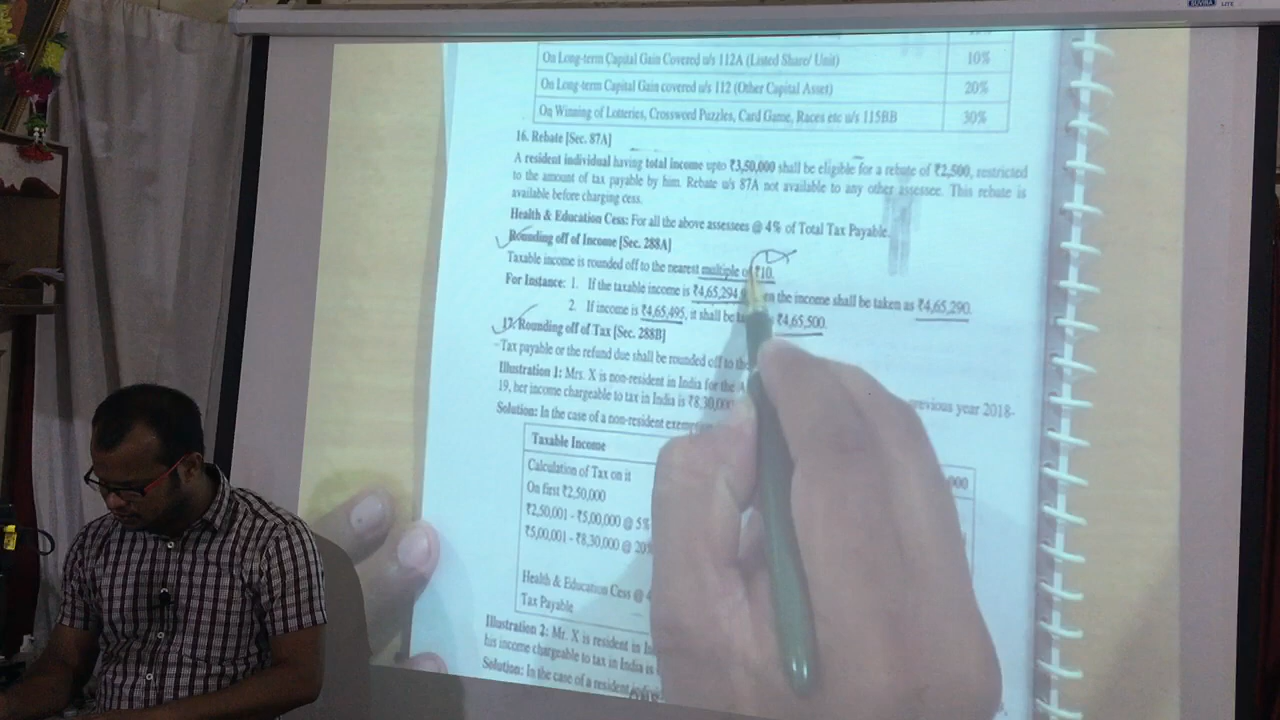 SUVIRA LITE
On Long-term Capital Gain Covered u/s 112A (Listed Share/ Unit) 10%
On Long-term Capital Gain covered u/s 112 (Other Capital Asset) 20%
On Winning of Lotteries, Crossword Puzzles, Card Game, Races etc u/s 115BB 30%
16. Rebate [Sec. 87A]
A resident individual having total income upto ₹3,50,000 shall be eligible for a rebate of ₹2,500, restricted
to the amount of tax payable by him. Rebate u/s 87A not available to any other assessee. This rebate is
available before charging cess.
Health & Education Cess: For all the above assessees @ 4% of Total Tax Payable.
Rounding off of Income [Sec. 288A]
Taxable income is rounded off to the nearest multiple of ₹10.
For Instance: 1. If the taxable income is ₹4,65,294 the income shall be taken as ₹4,65,290.
2. If income is ₹4,65,495, it shall be ₹4,65,500.
17. Rounding off of Tax [Sec. 288B]
Tax payable or the refund due shall be rounded off to the
Illustration 1: Mrs. X is non-resident in India for the previous year 2018-
19, her income chargeable to tax in India is ₹8,30,000
Solution: In the case of a non-resident
Taxable Income 000
Calculation of Tax on it
On first ₹2,50,000
₹2,50,001 - ₹5,00,000 @ 5%
₹5,00,001 - ₹8,30,000 @ 20%
Health & Education Cess @ 4
Tax Payable
Illustration 2: Mr. X is resident in
his income chargeable to tax in India is
Solution: In the case of a resident